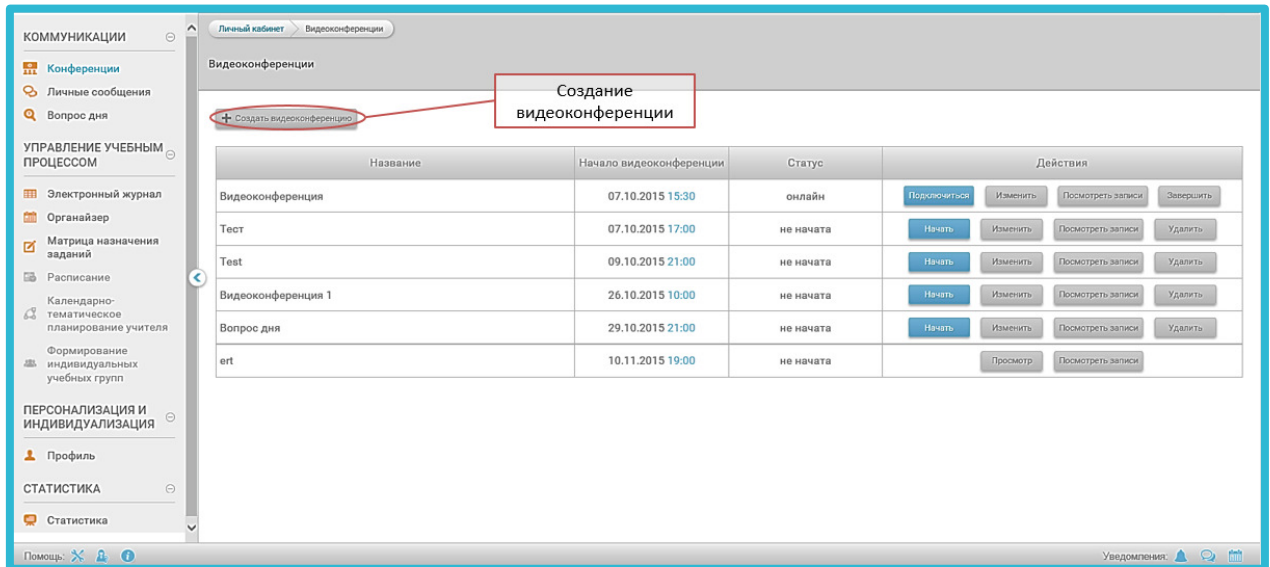 КОММУНИКАЦИИ
Конференции
Личные сообщения
Вопрос дня
УПРАВЛЕНИЕ УЧЕБНЫМ
ПРОЦЕССОМ
Электронный журнал
Органайзер
Матрица назначения
заданий
Расписание
Календарно-
тематическое
планирование учителя
Формирование
индивидуальных
учебных групп
ПЕРСОНАЛИЗАЦИЯ И
ИНДИВИДУАЛИЗАЦИЯ
Профиль
СТАТИСТИКА
Статистика
Личный кабинет Видеоконференции
Видеоконференции
Создание
видеоконференции
Создать видеоконференцию
Название Начало видеоконференции Статус Действия
Видеоконференция 07.10.2015 15:30 онлайн Подключиться Изменить Посмотреть записи Завершить
Тест 07.10.2015 17:00 не начата Начать Изменить Посмотреть записи Удалить
Test 09.10.2015 21:00 не начата Начать Изменить Посмотреть записи Удалить
Видеоконференция 1 26.10.2015 10:00 не начата Начать Изменить Посмотреть записи Удалить
Вопрос дня 29.10.2015 21:00 не начата Начать Изменить Посмотреть записи Удалить
ert 10.11.2015 19:00 не начата Просмотр Посмотреть записи
Помощь: Уведомления: